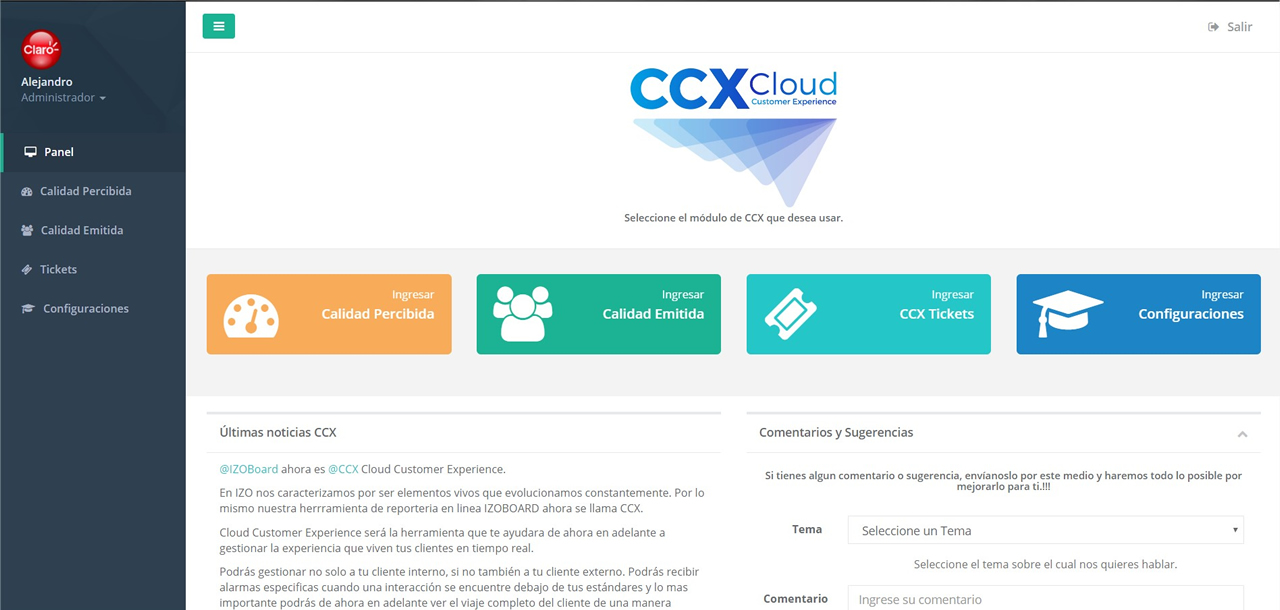 Claro
Alejandro
Administrador
Panel
Calidad Percibida
Calidad Emitida
Tickets
Configuraciones
Salir
CCX Cloud
Customer Experience
Seleccione el módulo de CCX que desea usar.
Ingresar
Calidad Percibida
Ingresar
Calidad Emitida
Ingresar
CCX Tickets
Ingresar
Configuraciones
Últimas noticias CCX
@IZOBoard ahora es @CCX Cloud Customer Experience.
En IZO nos caracterizamos por ser elementos vivos que evolucionamos constantemente. Por lo
mismo nuestra herrramienta de reporteria en linea IZOBOARD ahora se llama CCX.
Cloud Customer Experience será la herramienta que te ayudara de ahora en adelante a
gestionar la experiencia que viven tus clientes en tiempo real.
Podrás gestionar no solo a tu cliente interno, si no también a tu cliente externo. Podrás recibir
alarmas especificas cuando una interacción se encuentre debajo de tus estándares y lo mas
importante podrás de ahora en adelante ver el viaje completo del cliente de una manera
Comentarios y Sugerencias
Si tienes algun comentario o sugerencia, envíanoslo por este medio y haremos todo lo posible por
mejorarlo para ti.!!!
Tema
Seleccione un Tema
Seleccione el tema sobre el cual nos quieres hablar.
Comentario
Ingrese su comentario